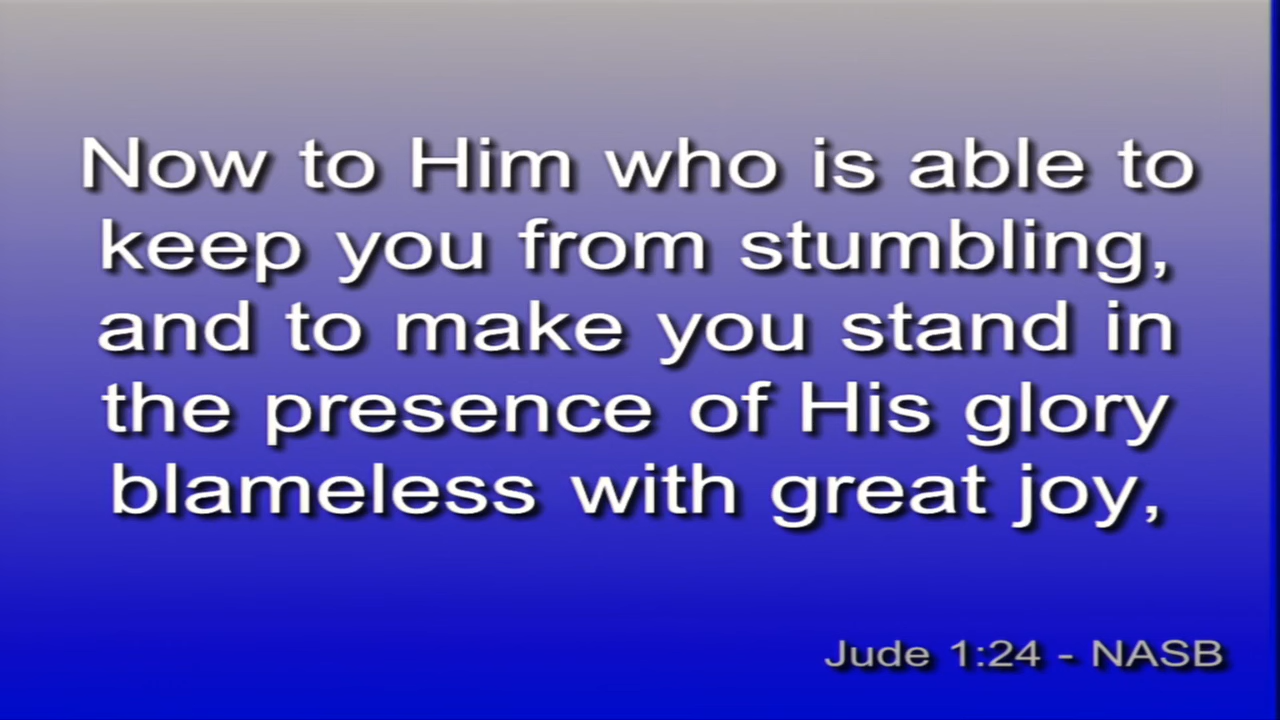 Now to Him who is able to
keep you from stumbling,
and to make you stand in
the presence of His glory
blameless with great joy,
Jude 1:24 - NASB